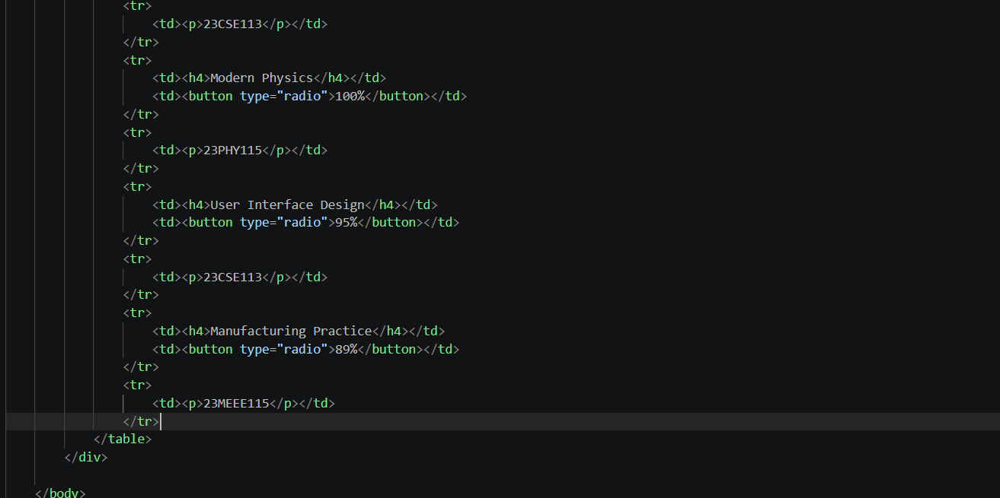 <tr>
<td><p>23CSE113</p></td>
</tr>
<tr>
<td><h4>Modern Physics</h4></td>
<td><button type="radio">100%</button></td>
</tr>
<tr>
<td><p>23PHY115</p></td>
</tr>
<tr>
<td><h4>User Interface Design</h4></td>
<td><button type="radio">95%</button></td>
</tr>
<tr>
<td><p>23CSE113</p></td>
</tr>
<tr>
<td><h4>Manufacturing Practice</h4></td>
<td><button type="radio">89%</button></td>
</tr>
<tr>
<td><p>23MEEE115</p></td>
</tr>
</table>
</div>
</body>